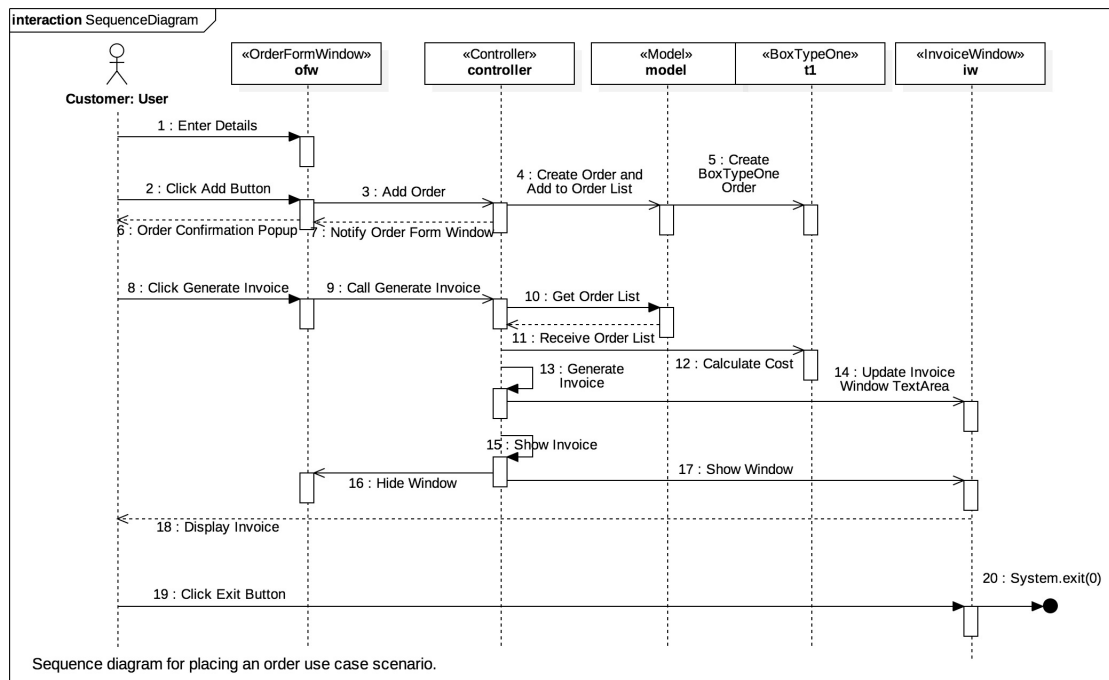 interaction SequenceDiagram
«OrderFormWindow»
ofw
«Controller»
controller
«Model»
model
«BoxTypeOne»
t1
«InvoiceWindow»
iw
Customer: User
1 : Enter Details
2 : Click Add Button
3 : Add Order
4 : Create Order and
Add to Order List
5 : Create
BoxTypeOne
Order
6 : Order Confirmation Popup
7 : Notify Order Form Window
8 : Click Generate Invoice
9 : Call Generate Invoice
10 : Get Order List
11 : Receive Order List
12 : Calculate Cost
13 : Generate
Invoice
14 : Update Invoice
Window TextArea
15 : Show Invoice
16 : Hide Window
17 : Show Window
18 : Display Invoice
19 : Click Exit Button
20 : System.exit(0)
Sequence diagram for placing an order use case scenario.